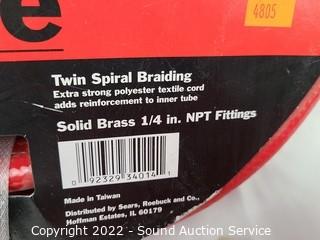 e
4805
Twin Spiral Braiding
Extra strong polyester textile cord
adds reinforcement to inner tube
Solid Brass 1/4 in. NPT Fittings
0 92329 34014 1
Made in Taiwan
Distributed by Sears, Roebuck and Co.,
Hoffman Estates, IL 60179
Copyright 2022 - Sound Auction Service